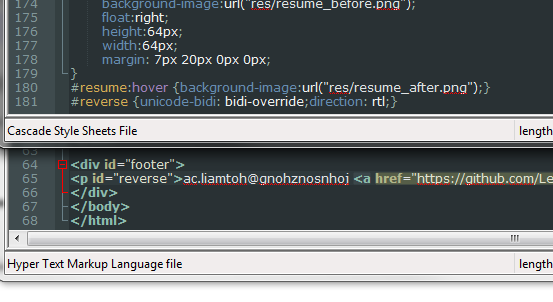 174 background-image:url("res/resume_before.png");
175 float:right;
176 height:64px;
177 width:64px;
178 margin: 7px 20px 0px 0px;
179 }
180 #resume:hover {background-image:url("res/resume_after.png");}
181 #reverse {unicode-bidi: bidi-override;direction: rtl;}
Cascade Style Sheets File length
64 <div id="footer">
65 <p id="reverse">ac.liamtoh@gnohznosnhoj <a href="https://github.com/Le
66 </div>
67 </body>
68 </html>
Hyper Text Markup Language file length